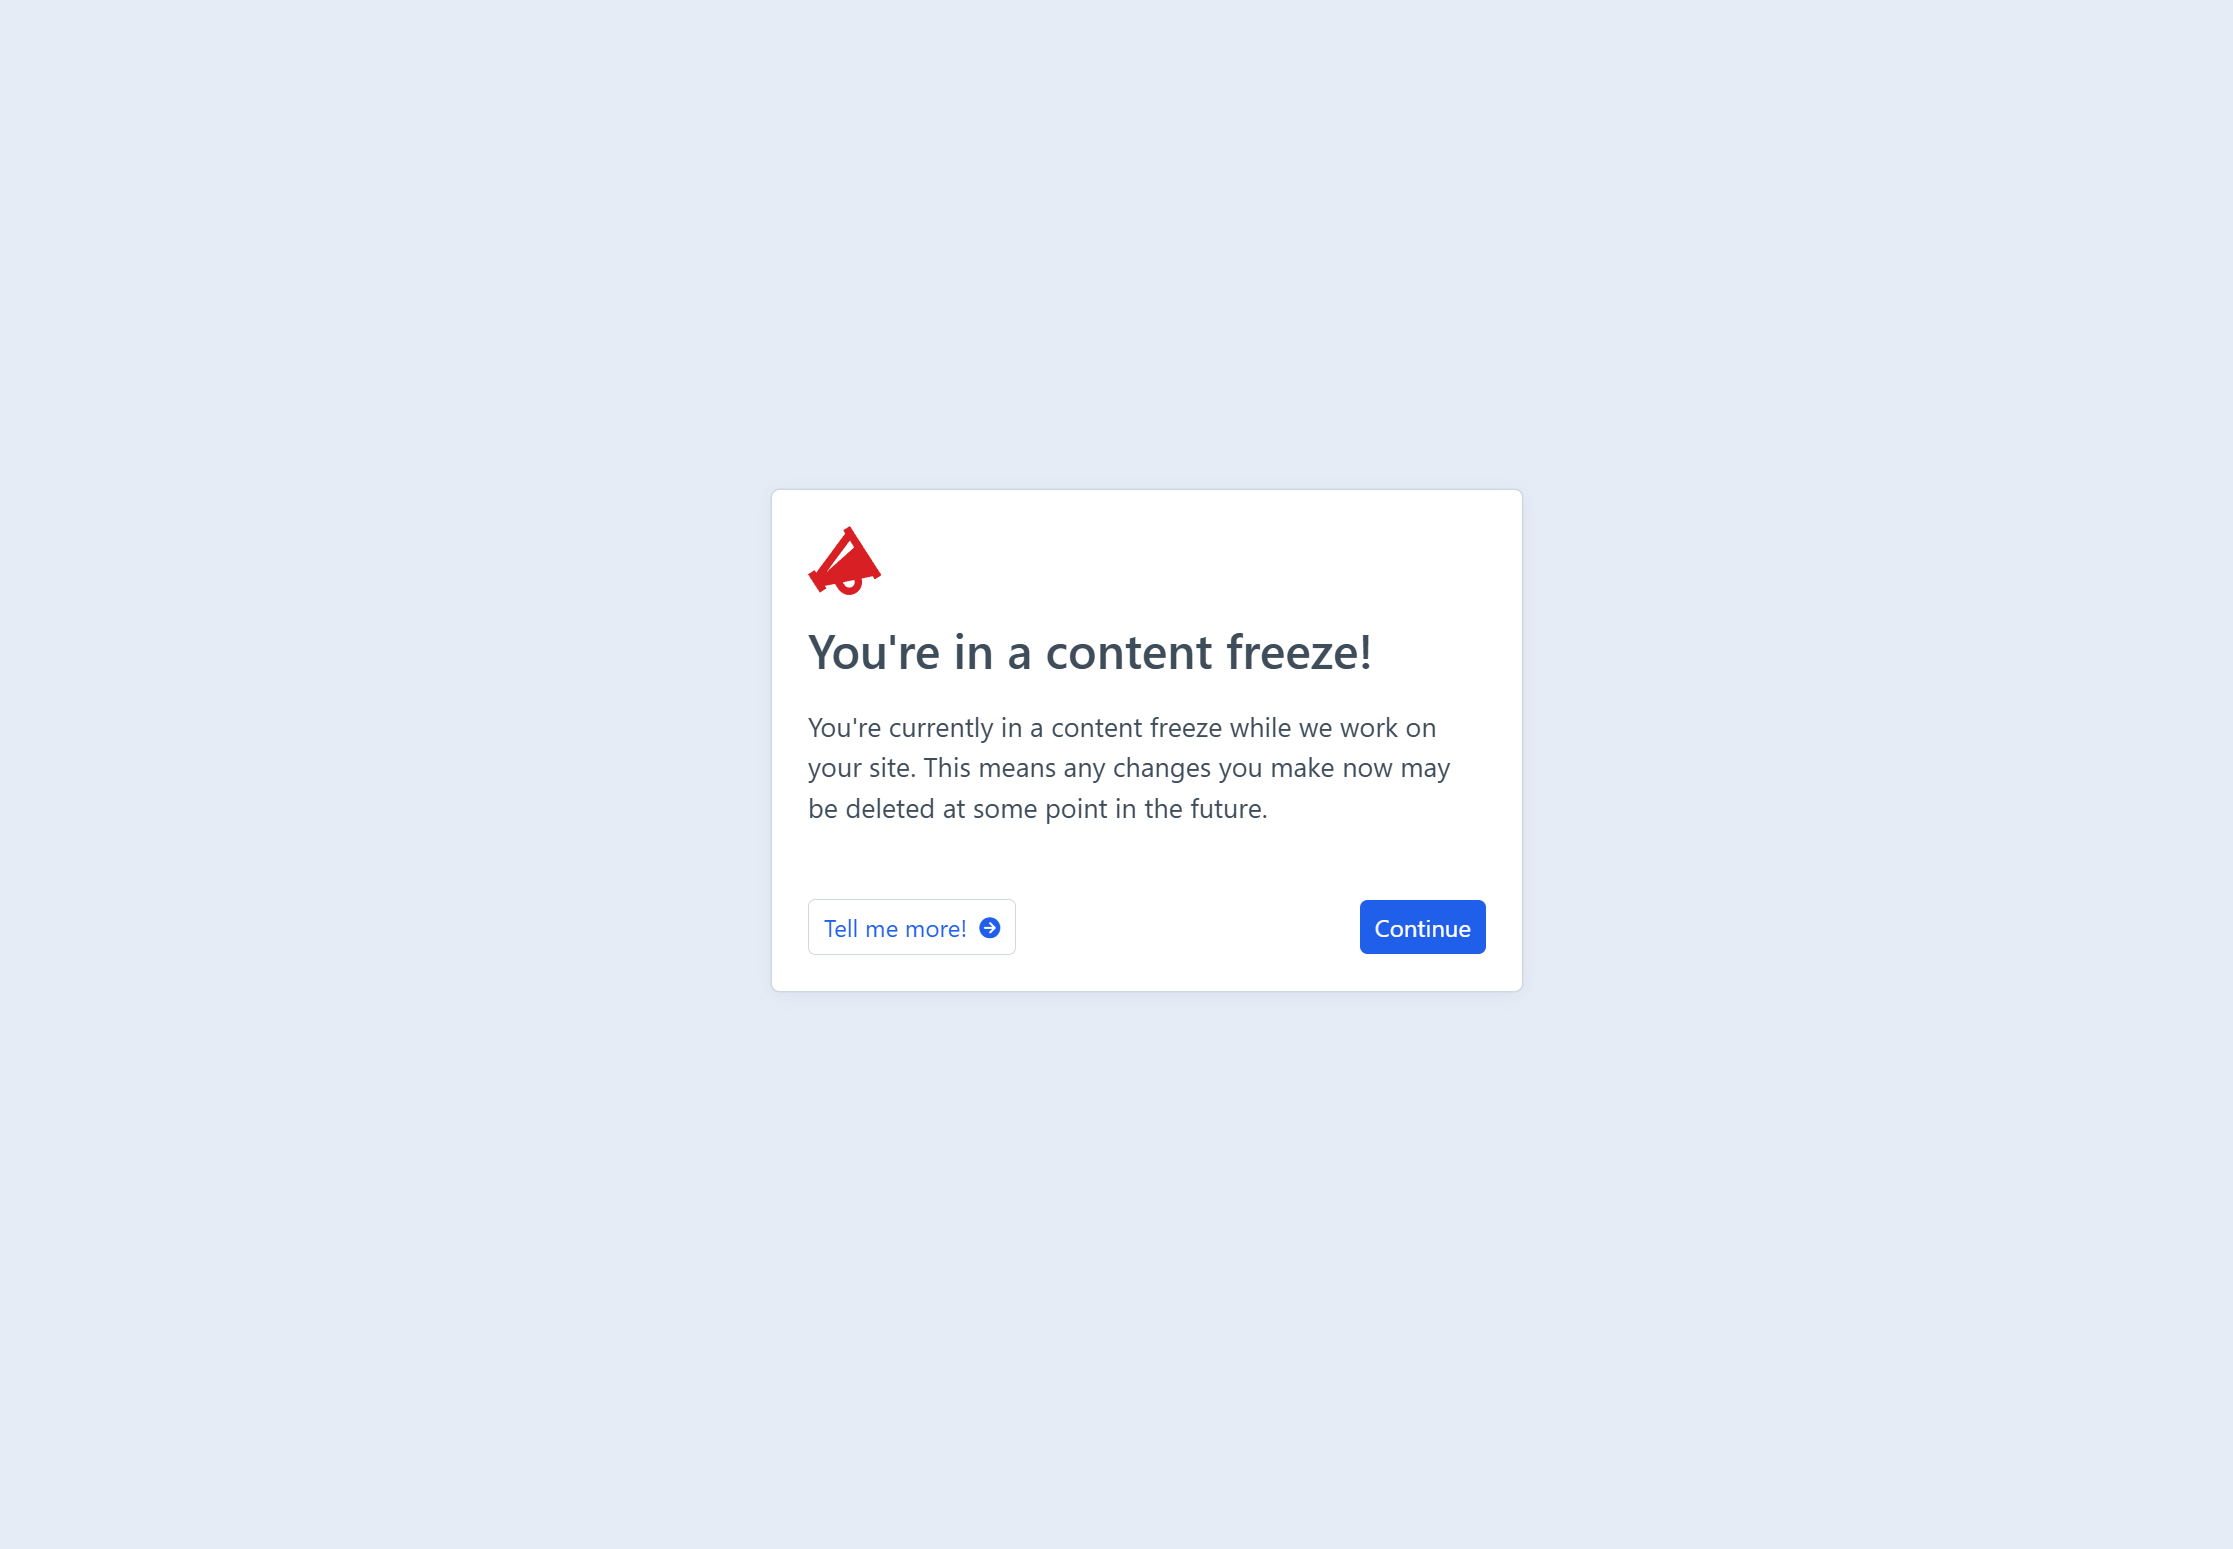 You're in a content freeze!
You're currently in a content freeze while we work on
your site. This means any changes you make now may
be deleted at some point in the future.
Tell me more!
Continue